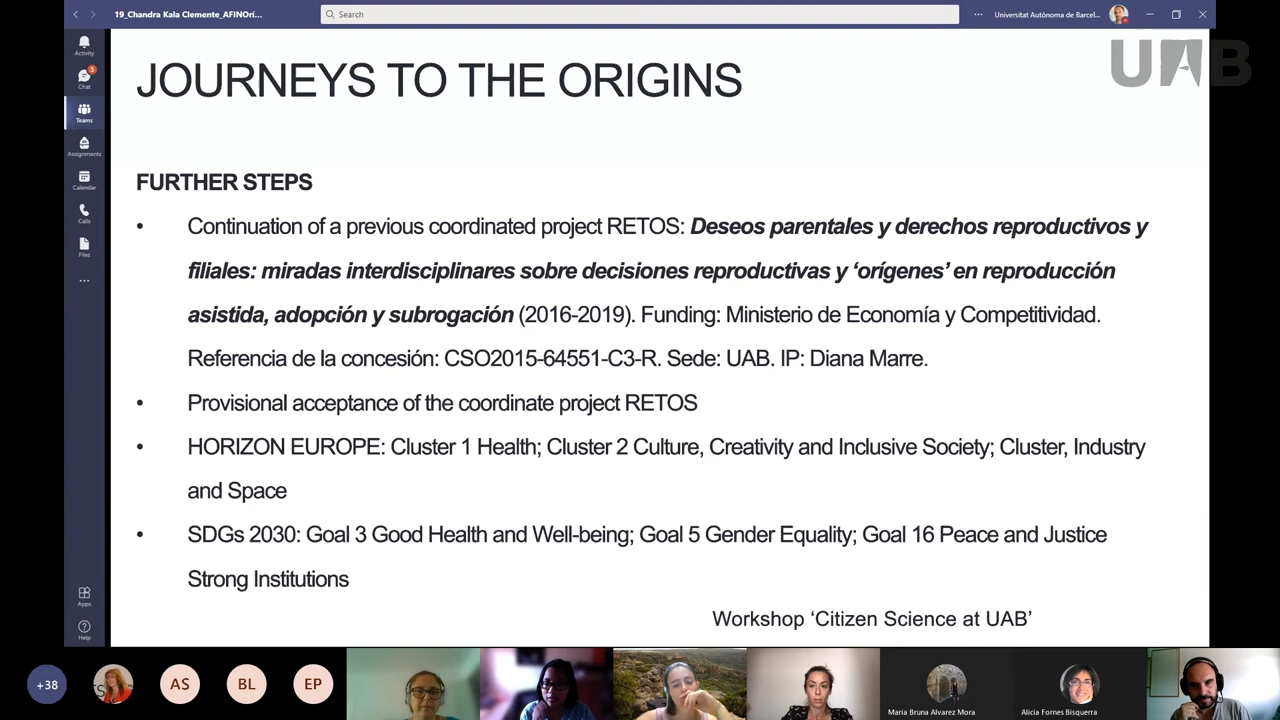 19_Chandra Kala Clemente_AFINOrí...
Search
Universitat Autònoma de Barcel...
Activity
3
Chat
Teams
Assignments
Calendar
Calls
Files
Apps
Help
UAB
JOURNEYS TO THE ORIGINS
FURTHER STEPS
• Continuation of a previous coordinated project RETOS: Deseos parentales y derechos reproductivos y
filiales: miradas interdisciplinares sobre decisiones reproductivas y ‘orígenes’ en reproducción
asistida, adopción y subrogación (2016-2019). Funding: Ministerio de Economía y Competitividad.
Referencia de la concesión: CSO2015-64551-C3-R. Sede: UAB. IP: Diana Marre.
• Provisional acceptance of the coordinate project RETOS
• HORIZON EUROPE: Cluster 1 Health; Cluster 2 Culture, Creativity and Inclusive Society; Cluster, Industry
and Space
• SDGs 2030: Goal 3 Good Health and Well-being; Goal 5 Gender Equality; Goal 16 Peace and Justice
Strong Institutions
Workshop ‘Citizen Science at UAB’
+38
AS
BL
EP
Maria Bruna Alvarez Mora
Alicia Fornes Bisquerra